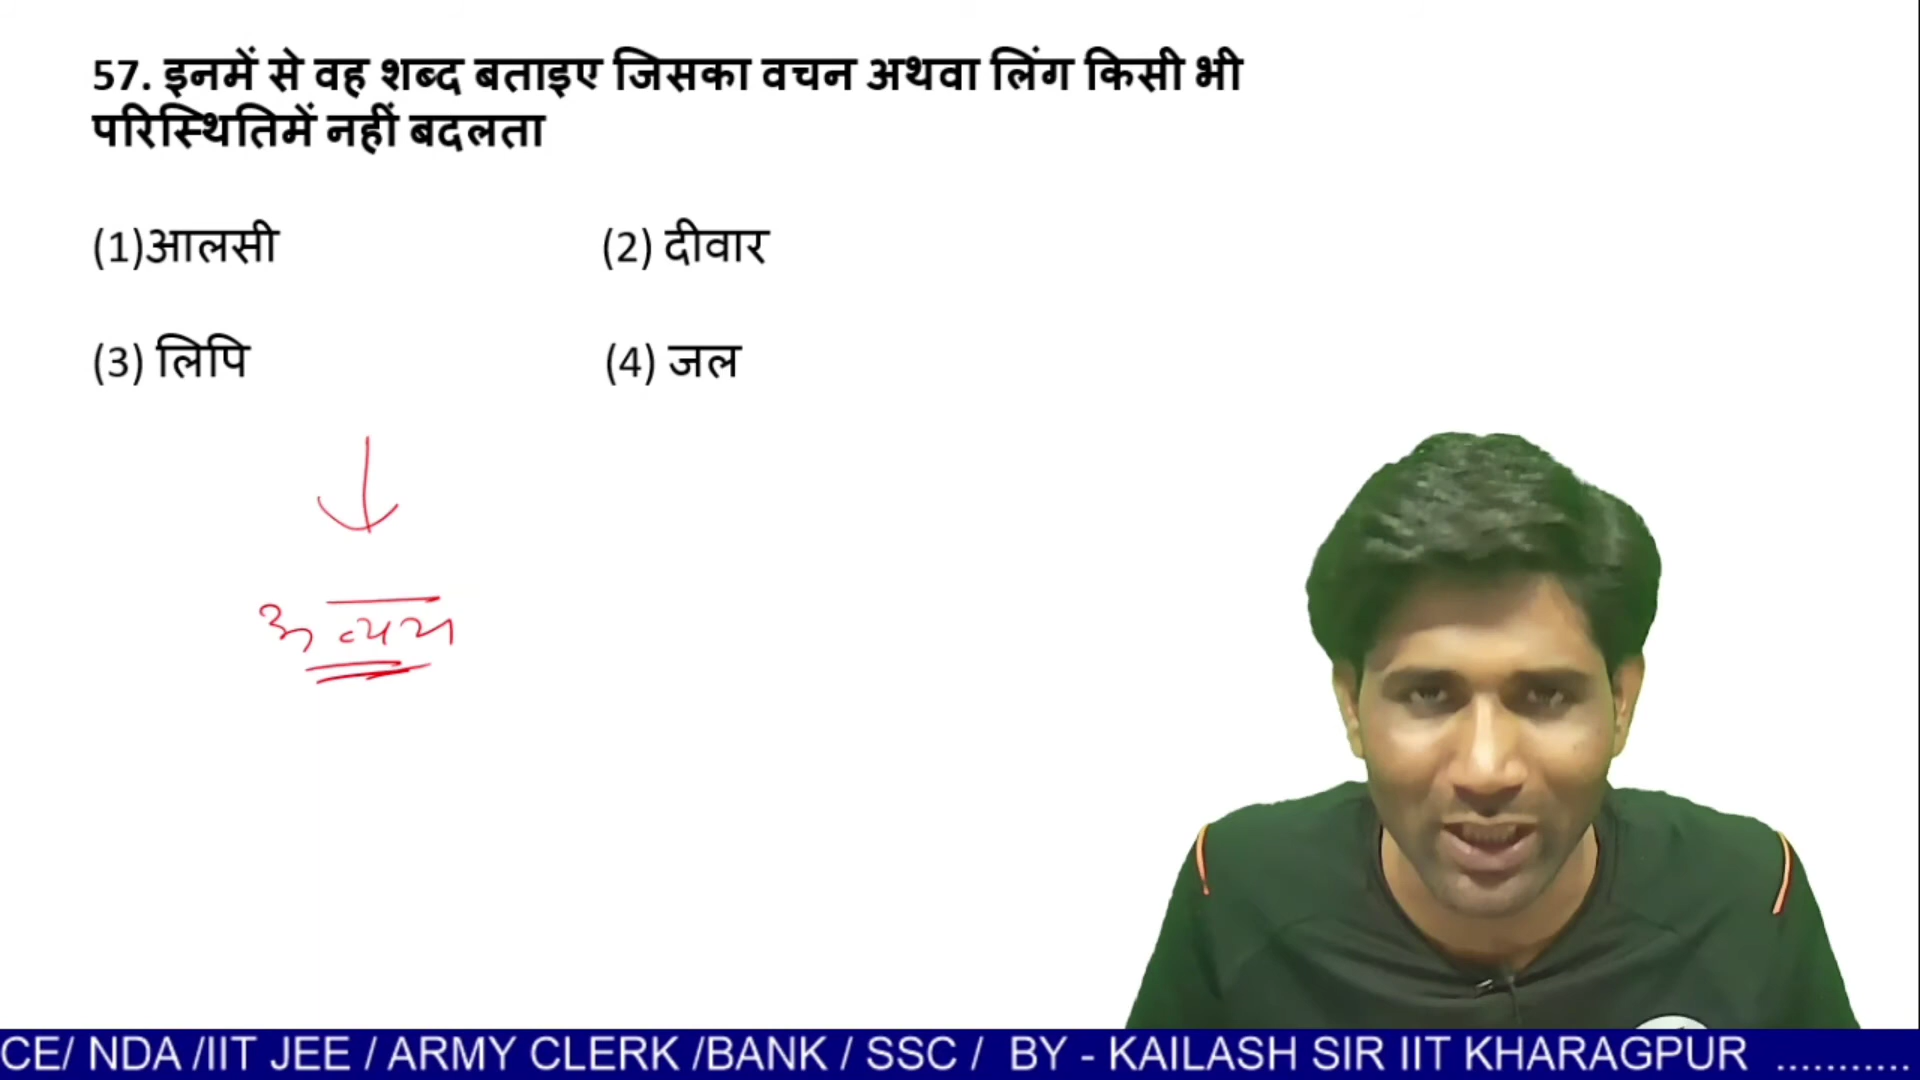 57. इनमें से वह शब्द बताइए जिसका वचन अथवा लिंग किसी भी
परिस्थितिमें नहीं बदलता
(1)आलसी (2) दीवार
(3) लिपि (4) जल
अव्यय
CE/ NDA /IIT JEE / ARMY CLERK /BANK / SSC / BY - KAILASH SIR IIT KHARAGPUR ...........